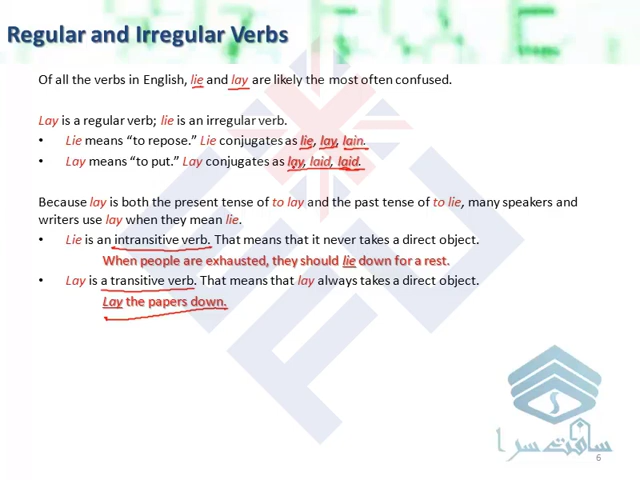 Regular and Irregular Verbs
Of all the verbs in English, lie and lay are likely the most often confused.
Lay is a regular verb; lie is an irregular verb.
• Lie means “to repose.” Lie conjugates as lie, lay, lain.
• Lay means “to put.” Lay conjugates as lay, laid, laid.
Because lay is both the present tense of to lay and the past tense of to lie, many speakers and
writers use lay when they mean lie.
• Lie is an intransitive verb. That means that it never takes a direct object.
When people are exhausted, they should lie down for a rest.
• Lay is a transitive verb. That means that lay always takes a direct object.
Lay the papers down.
سافت سرا
6